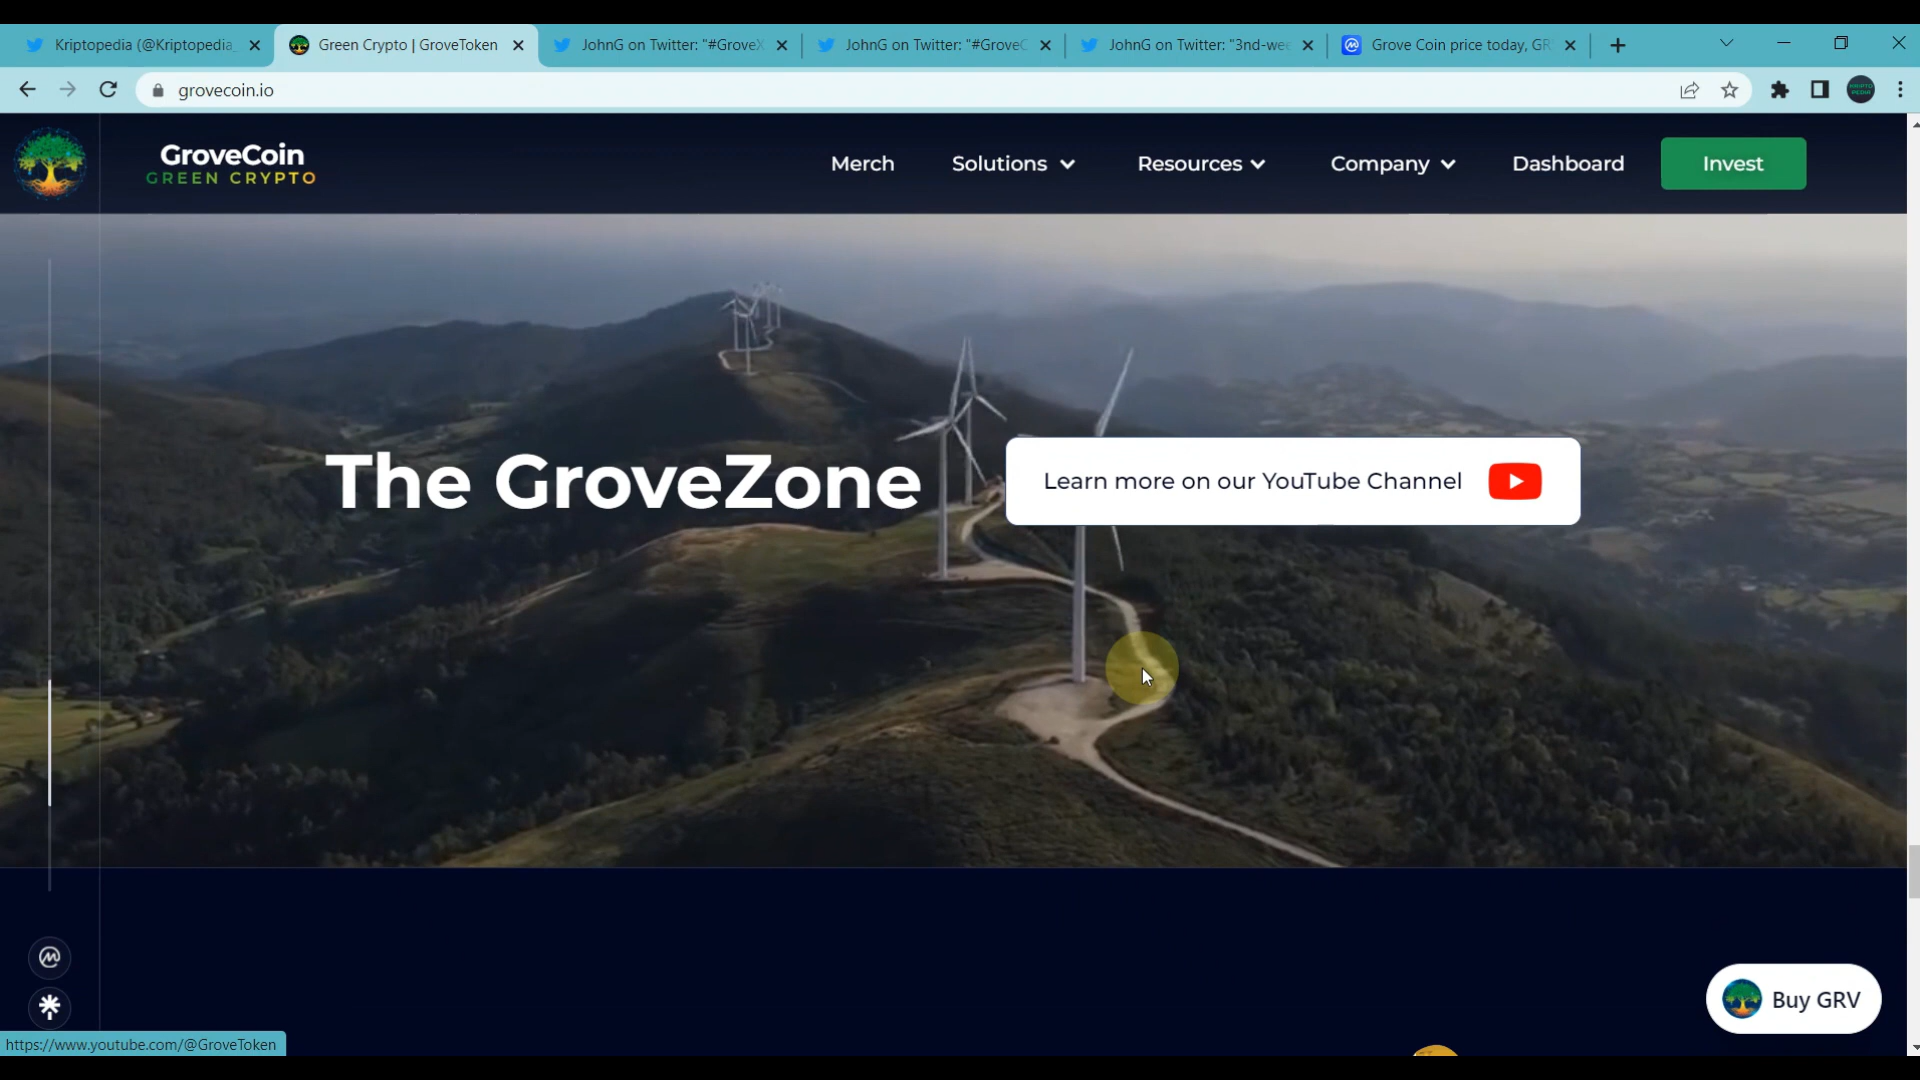 Kriptopedia (@Kriptopedia_
Green Crypto | GroveToken
JohnG on Twitter: "#GroveX
JohnG on Twitter: "#GroveC
JohnG on Twitter: "3nd-wee
Grove Coin price today, GR
grovecoin.io
GroveCoin
GREEN CRYPTO
Merch
Solutions
Resources
Company
Dashboard
Invest
The GroveZone
Learn more on our YouTube Channel
Buy GRV
https://www.youtube.com/@GroveToken